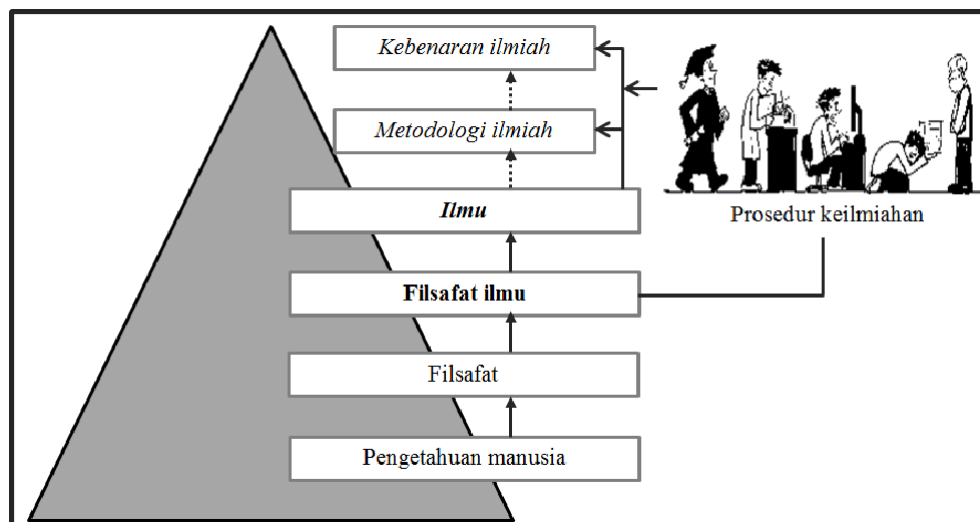 Kebenaran ilmiah
Metodologi ilmiah
Ilmu
Prosedur keilmiahan
Filsafat ilmu
Filsafat
Pengetahuan manusia